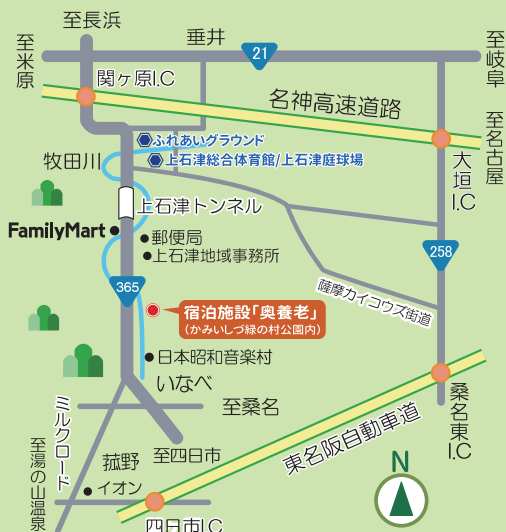 至長浜
垂井
21
至米原
至岐阜
関ヶ原I.C
名神高速道路
至名古屋
ふれあいグラウンド
上石津総合体育館/上石津庭球場
牧田川
大垣I.C
上石津トンネル
FamilyMart
郵便局
上石津地域事務所
258
365
薩摩カイコウズ街道
宿泊施設「奥養老」
(かみいしづ緑の村公園内)
日本昭和音楽村
いなべ
至桑名
桑名東I.C
ミルクロード
東名阪自動車道
至湯の山温泉
菰野
至四日市
イオン
N
四日市I.C